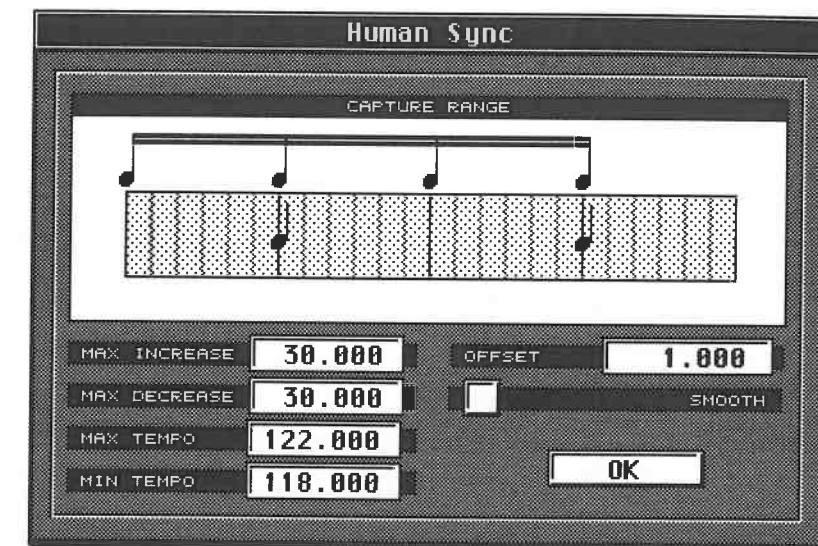 Human Sync
CAPTURE RANGE
MAX INCREASE 30.000
OFFSET 1.000
MAX DECREASE 30.000
SMOOTH
MAX TEMPO 122.000
MIN TEMPO 118.000
OK